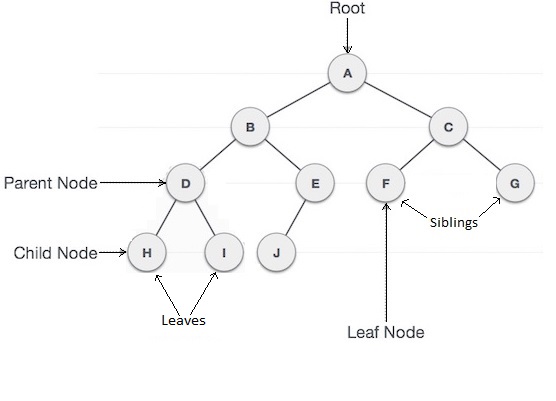 Root
A
B
C
Parent Node
D
E
F
G
Siblings
Child Node
H
I
J
Leaves
Leaf Node